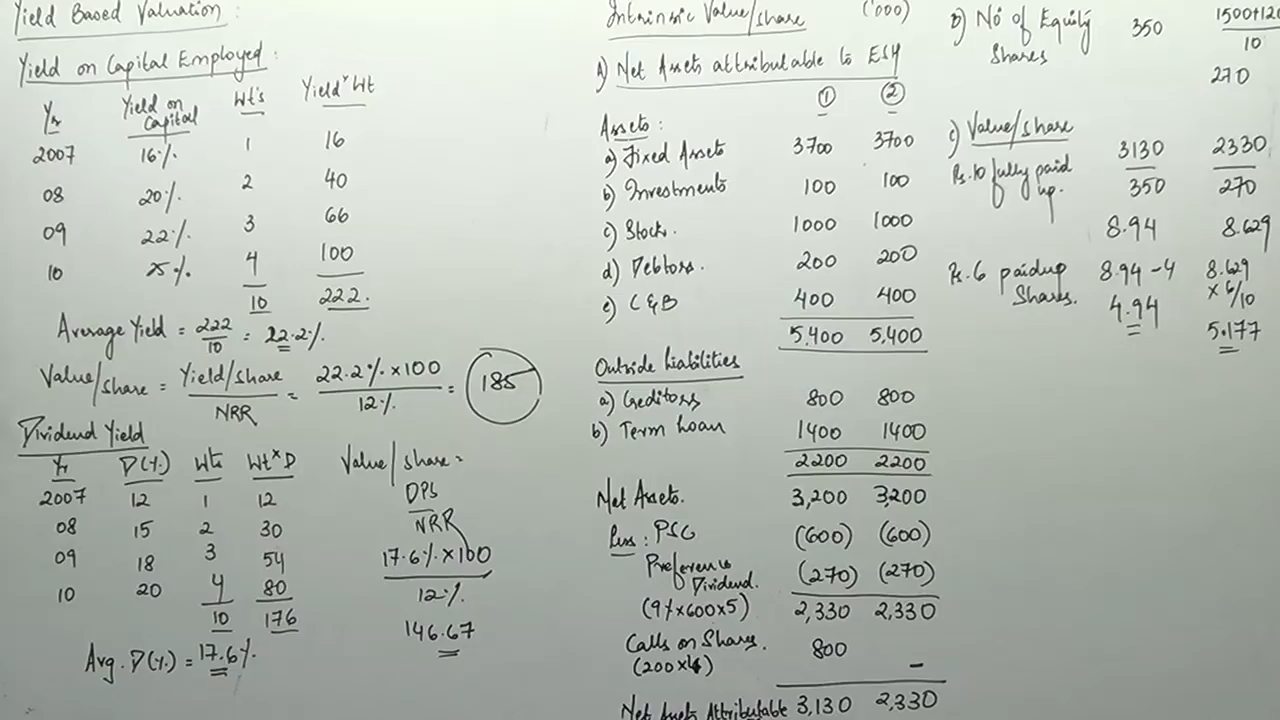 Yield Based Valuation :
Yield on Capital Employed :
Yr Yield on Capital Wt's Yield × Wt
2007 16% 1 16
08 20% 2 40
09 22% 3 66
10 25% 4 100
10 222.
Average Yield = 222/10 = 22.2%
Value/share = Yield/share / NRR = 22.2% × 100 / 12% = 185
Dividend Yield
Yr D(%) Wts Wt × D
2007 12 1 12
08 15 2 30
09 18 3 54
10 20 4 80
10 176
Avg. D(%) = 17.6%
Value/share =
DPS
NRR
17.6% × 100
12%
146.67
Intrinsic Value/share ('000)
A) Net Assets attributable to ESH
① ②
Assets :
a) Fixed Assets 3700 3700
b) Investments 100 100
c) Stock. 1000 1000
d) Debtors. 200 200
e) C & B 400 400
5,400 5,400
Outside Liabilities
a) Creditors 800 800
b) Term Loan 1400 1400
2200 2200
Net Assets. 3,200 3,200
Less : PSC (600) (600)
Preference Dividend. (270) (270)
(9% × 600 × 5) 2,330 2,330
Calls on Shares. 800
(200 × 4) -
Net Assets Attributable 3,130 2,330
B) No of Equity Shares 350 1500+120
10
270
c) Value/share
Rs.10 fully paid up. 3130/350 2330/270
8.94 8.629
Rs.6 paidup Shares. 8.94 - 4 8.629 × 6/10
4.94 5.177